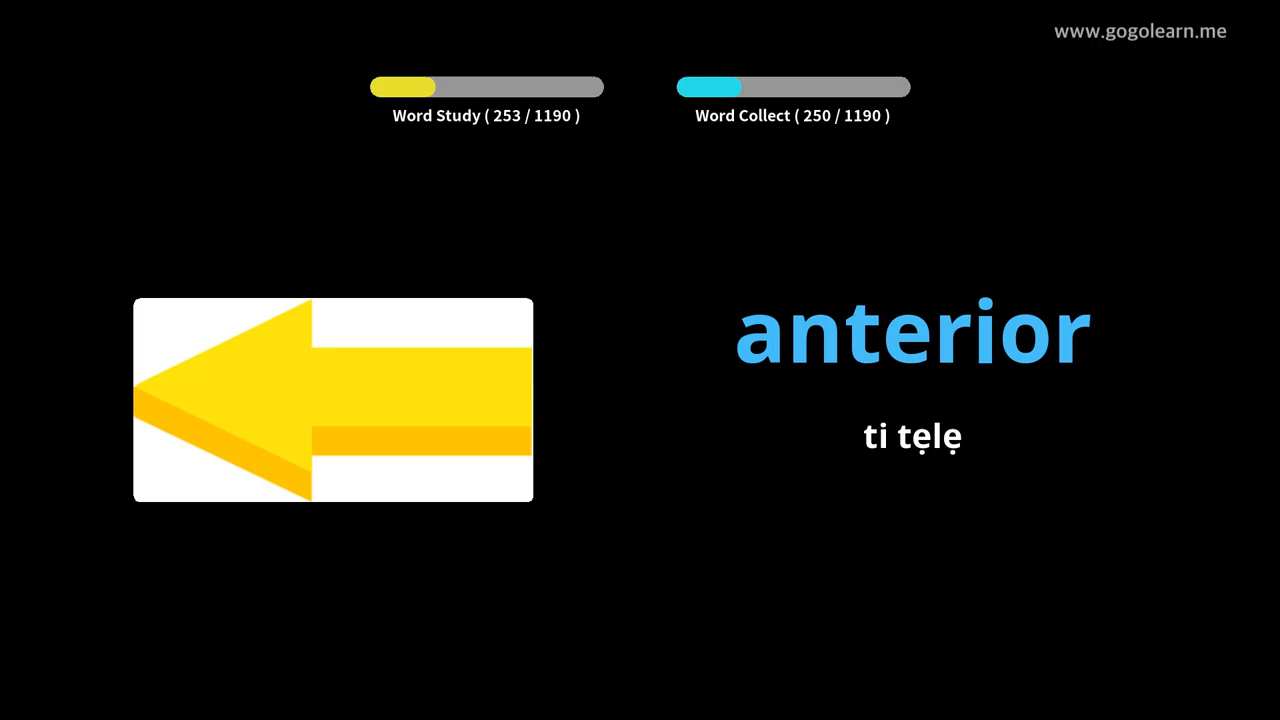 www.gogolearn.me
Word Study ( 253 / 1190 )
Word Collect ( 250 / 1190 )
anterior
ti tẹlẹ